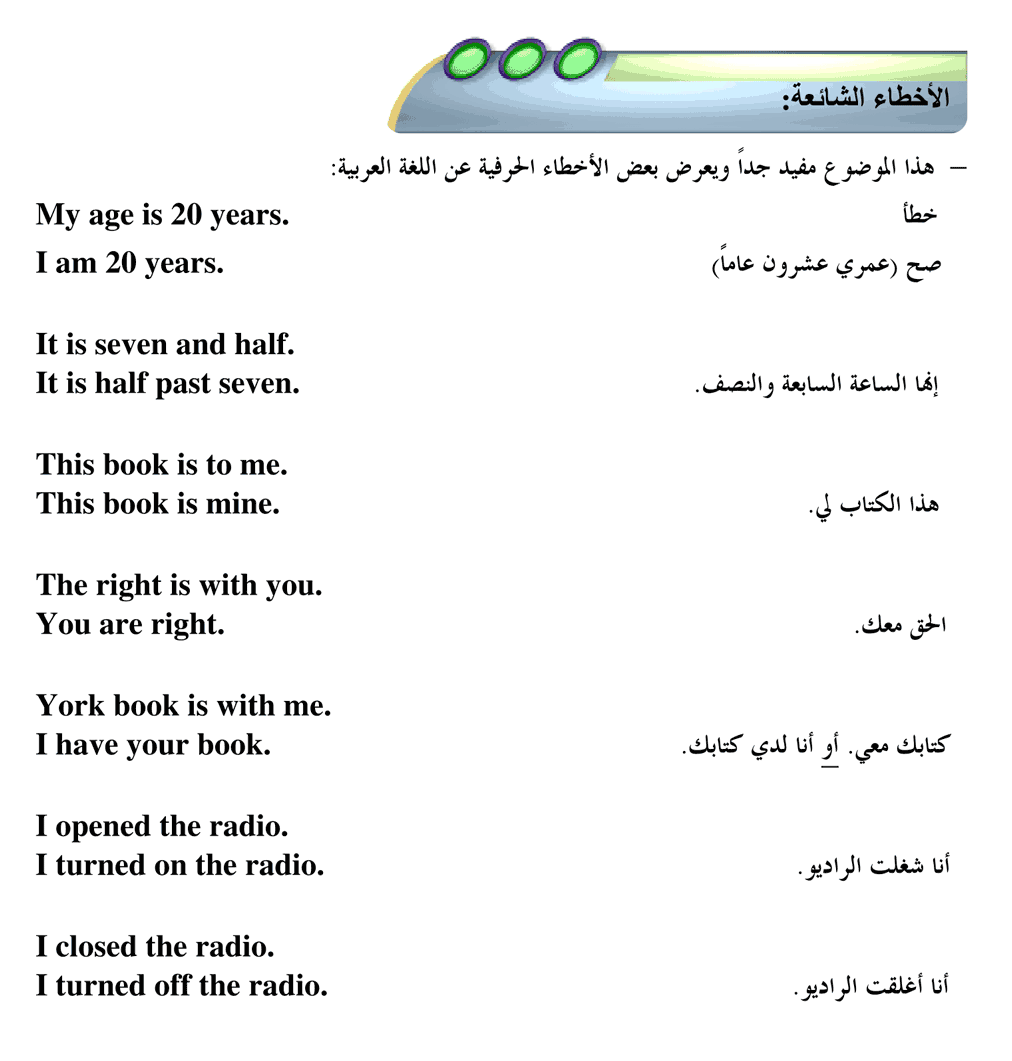 الأخطاء الشائعة:
– هذا الموضوع مفيد جداً ويعرض بعض الأخطاء الحرفية عن اللغة العربية:
My age is 20 years. خطأ
I am 20 years. صح (عمري عشرون عاماً)
It is seven and half.
It is half past seven. إنها الساعة السابعة والنصف.
This book is to me.
This book is mine. هذا الكتاب لي.
The right is with you.
You are right. الحق معك.
York book is with me.
I have your book. كتابك معي. أو أنا لدي كتابك.
I opened the radio.
I turned on the radio. أنا شغلت الراديو.
I closed the radio.
I turned off the radio. أنا أغلقت الراديو.